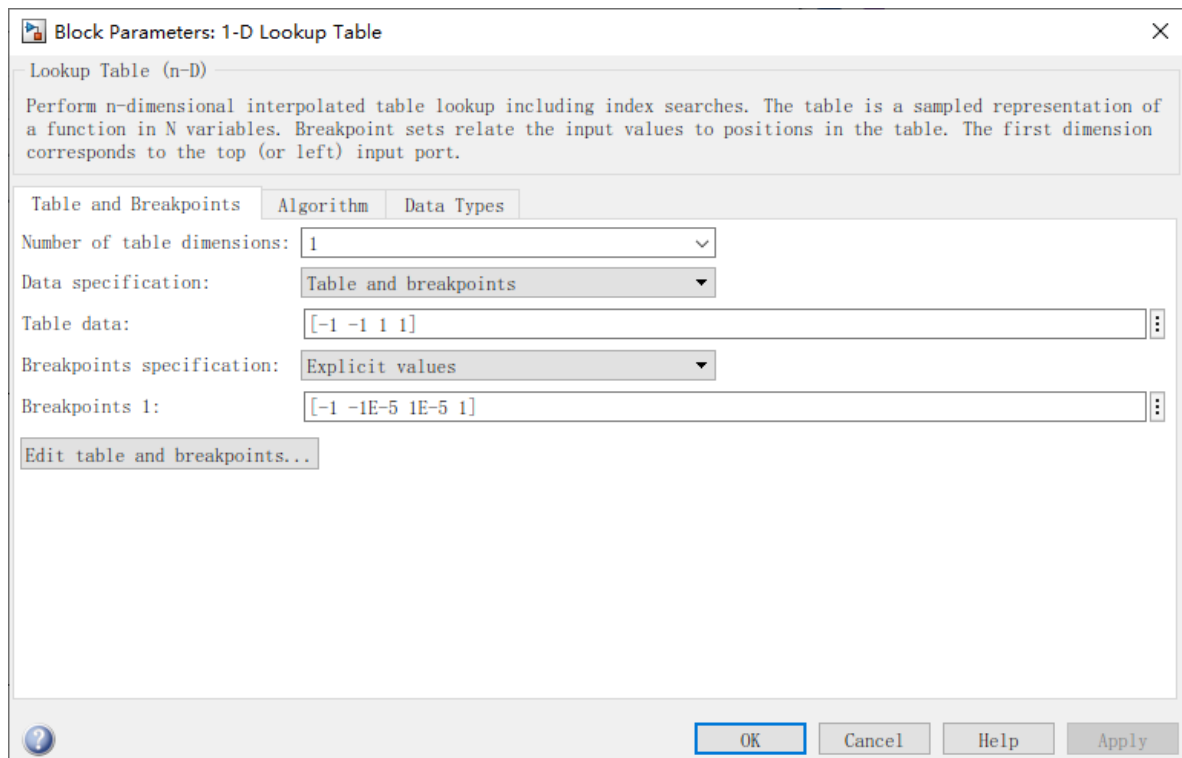 Block Parameters: 1-D Lookup Table
Lookup Table (n-D)
Perform n-dimensional interpolated table lookup including index searches. The table is a sampled representation of
a function in N variables. Breakpoint sets relate the input values to positions in the table. The first dimension
corresponds to the top (or left) input port.
Table and Breakpoints Algorithm Data Types
Number of table dimensions: 1
Data specification: Table and breakpoints
Table data: [-1 -1 1 1]
Breakpoints specification: Explicit values
Breakpoints 1: [-1 -1E-5 1E-5 1]
Edit table and breakpoints...
? OK Cancel Help Apply